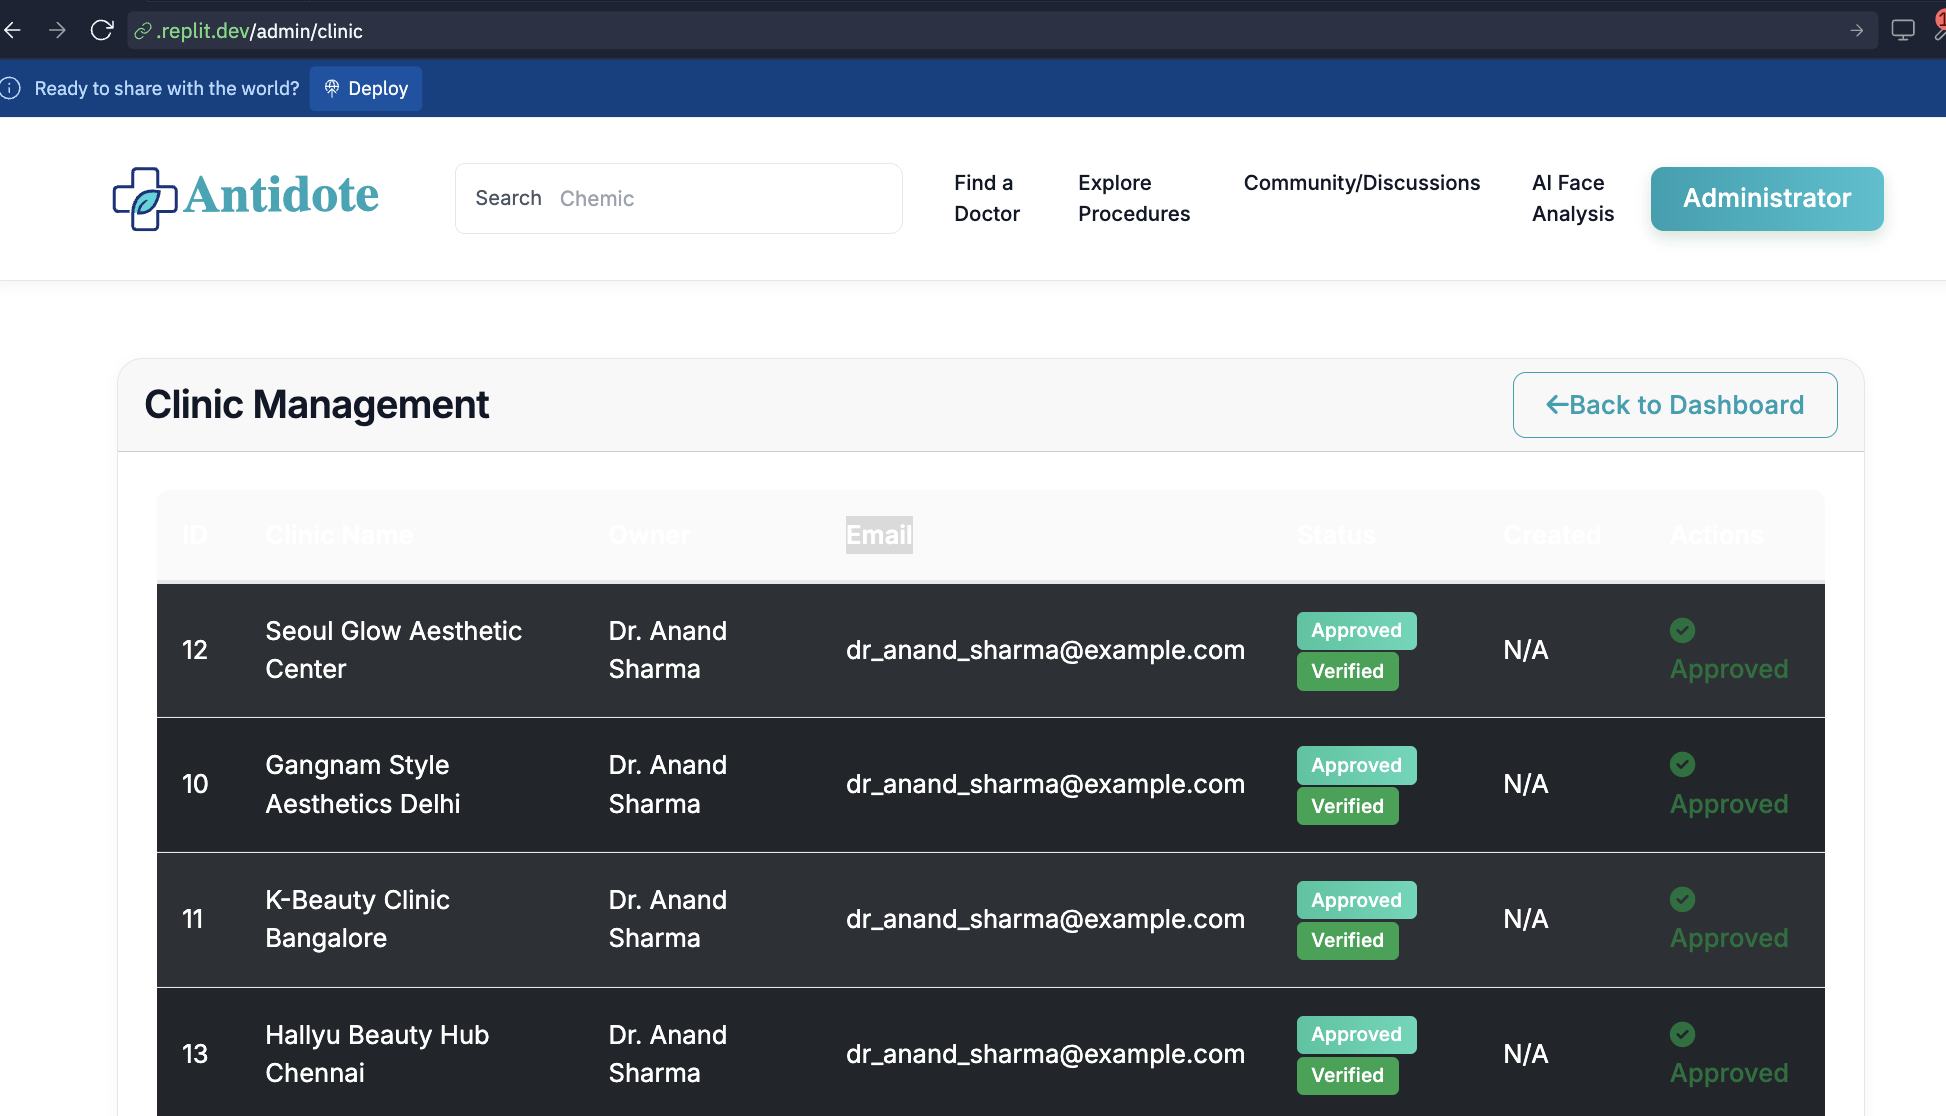 .replit.dev/admin/clinic
1
Ready to share with the world? Deploy
Antidote
Search Chemic
Find a
Doctor
Explore
Procedures
Community/Discussions
AI Face
Analysis
Administrator
Clinic Management
←Back to Dashboard
ID Clinic Name Owner Email Status Created Actions
12
Seoul Glow Aesthetic
Center
Dr. Anand
Sharma
dr_anand_sharma@example.com
Approved
Verified
N/A
Approved
10
Gangnam Style
Aesthetics Delhi
Dr. Anand
Sharma
dr_anand_sharma@example.com
Approved
Verified
N/A
Approved
11
K-Beauty Clinic
Bangalore
Dr. Anand
Sharma
dr_anand_sharma@example.com
Approved
Verified
N/A
Approved
13
Hallyu Beauty Hub
Chennai
Dr. Anand
Sharma
dr_anand_sharma@example.com
Approved
Verified
N/A
Approved